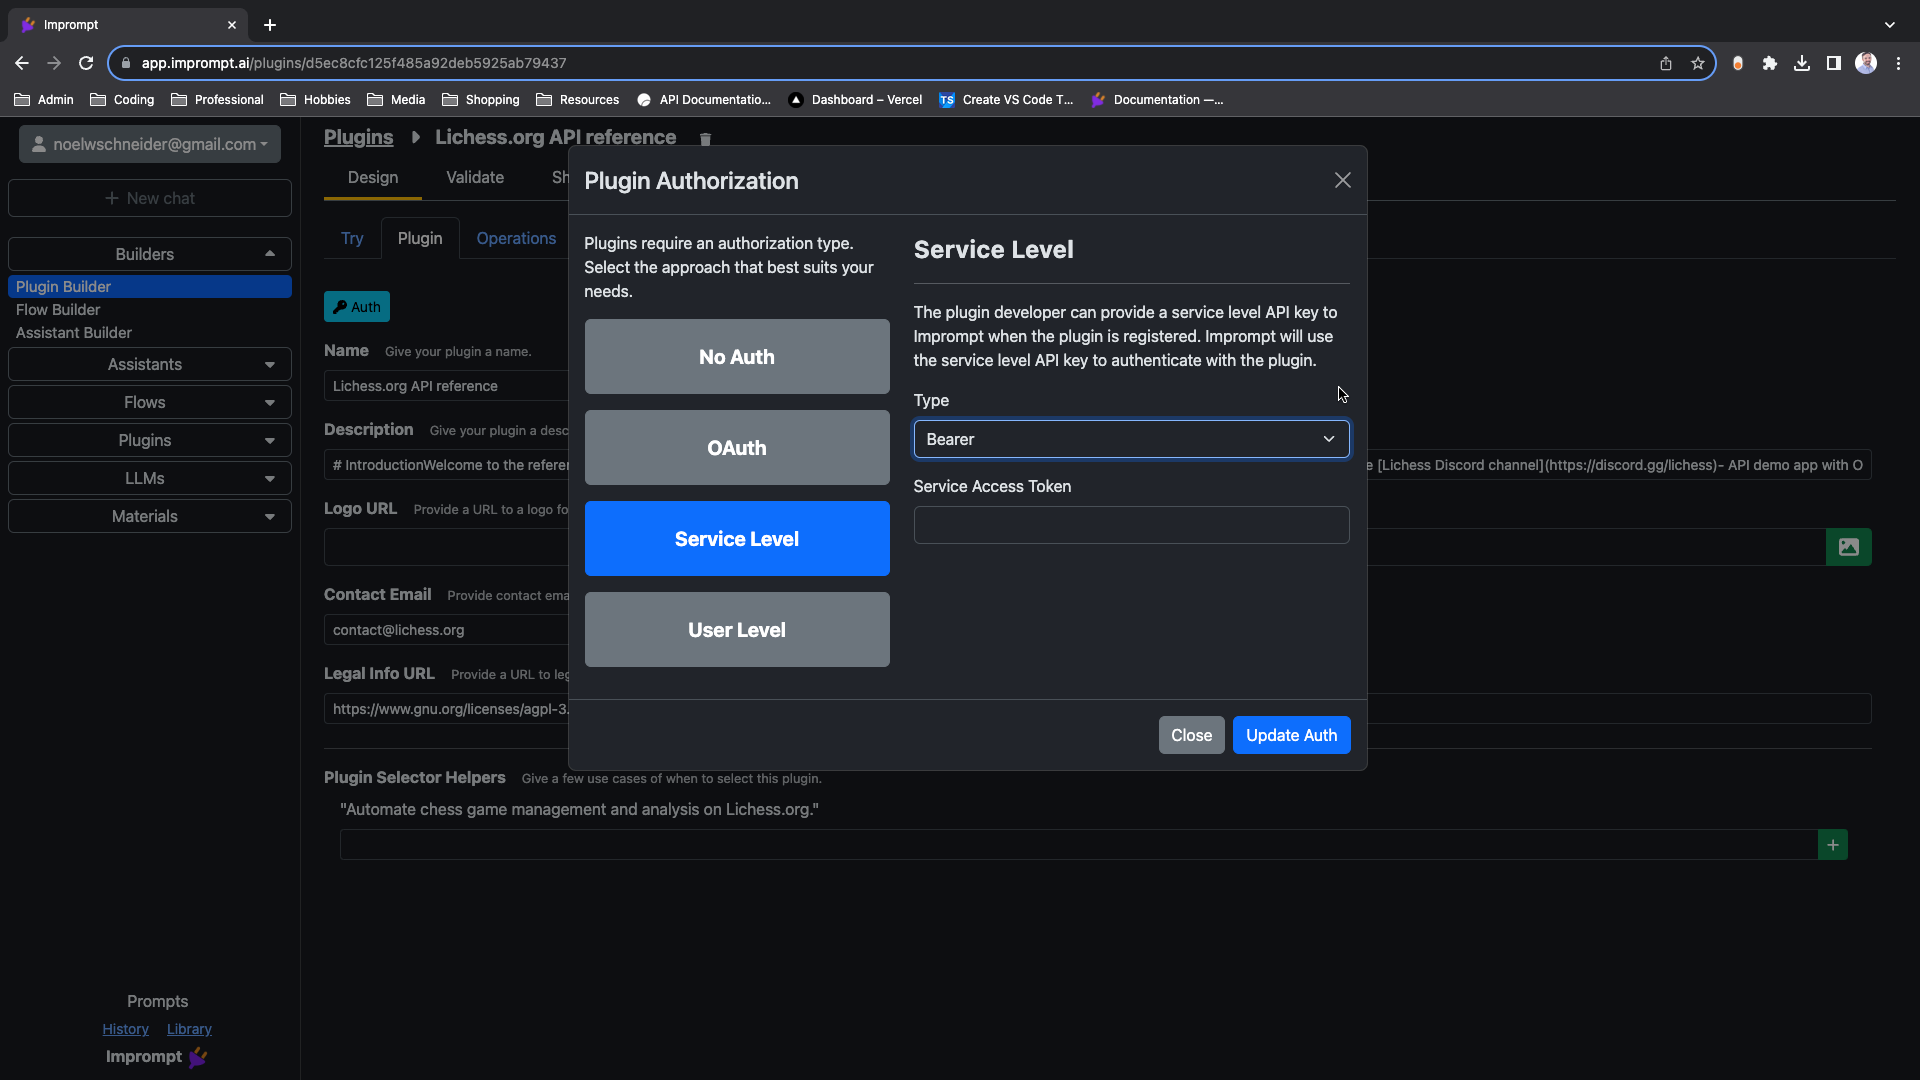 Imprompt
app.imprompt.ai/plugins/d5ec8cfc125f485a92deb5925ab79437
Admin
Coding
Professional
Hobbies
Media
Shopping
Resources
API Documentatio...
Dashboard – Vercel
TS
Create VS Code T...
Documentation —...
noelwschneider@gmail.com
+ New chat
Builders
Plugin Builder
Flow Builder
Assistant Builder
Assistants
Flows
Plugins
LLMs
Materials
Prompts
History Library
Imprompt
Plugins
Lichess.org API reference
Design
Validate
Sh
Try
Plugin
Operations
Auth
Name Give your plugin a name.
Lichess.org API reference
Description Give your plugin a desc
# IntroductionWelcome to the referen
e [Lichess Discord channel](https://discord.gg/lichess)- API demo app with O
Logo URL Provide a URL to a logo fo
Contact Email Provide contact ema
contact@lichess.org
Legal Info URL Provide a URL to leg
https://www.gnu.org/licenses/agpl-3.
Plugin Selector Helpers Give a few use cases of when to select this plugin.
"Automate chess game management and analysis on Lichess.org."
+
Plugin Authorization
Plugins require an authorization type.
Select the approach that best suits your
needs.
No Auth
OAuth
Service Level
User Level
Service Level
The plugin developer can provide a service level API key to
Imprompt when the plugin is registered. Imprompt will use
the service level API key to authenticate with the plugin.
Type
Bearer
Service Access Token
Close
Update Auth